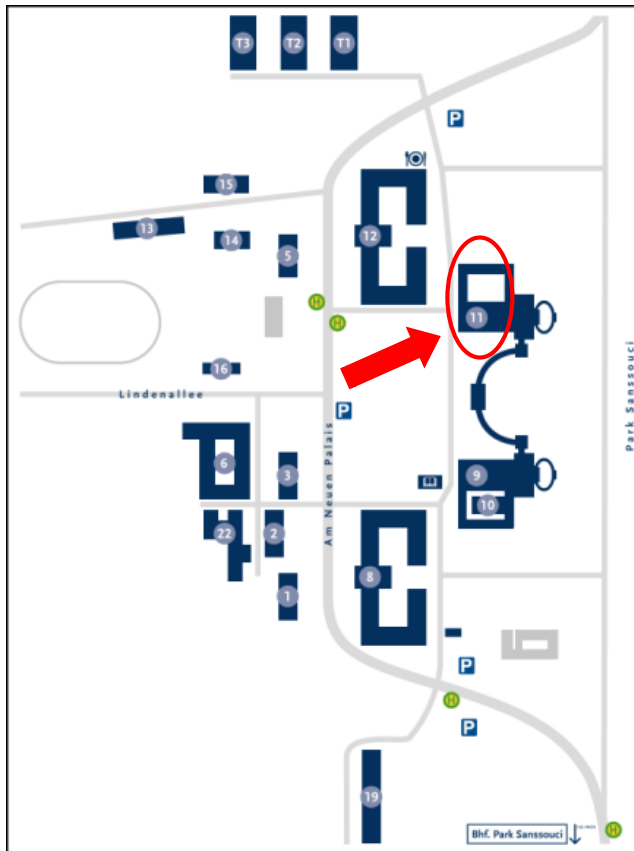 T3
T2
T1
P
15
13
14
5
12
H
H
11
16
Lindenallee
P
Am Neuen Palais
Park Sanssouci
6
3
9
10
22
2
8
1
P
H
P
19
Bhf. Park Sanssouci
H